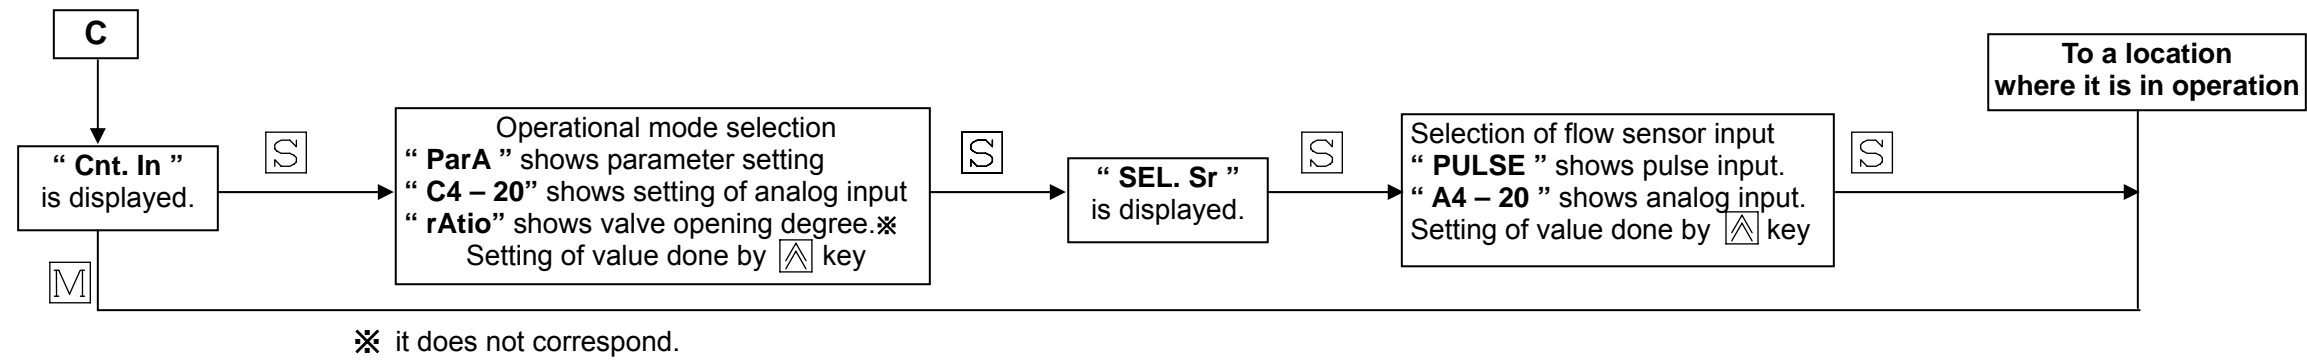 C
To a location
where it is in operation
“ Cnt. In ”
is displayed.
S
Operational mode selection
“ ParA ” shows parameter setting
“ C4 – 20” shows setting of analog input
“ rAtio” shows valve opening degree.※
Setting of value done by ︽ key
S
“ SEL. Sr ”
is displayed.
S
Selection of flow sensor input
“ PULSE ” shows pulse input.
“ A4 – 20 ” shows analog input.
Setting of value done by ︽ key
S
M
※ it does not correspond.